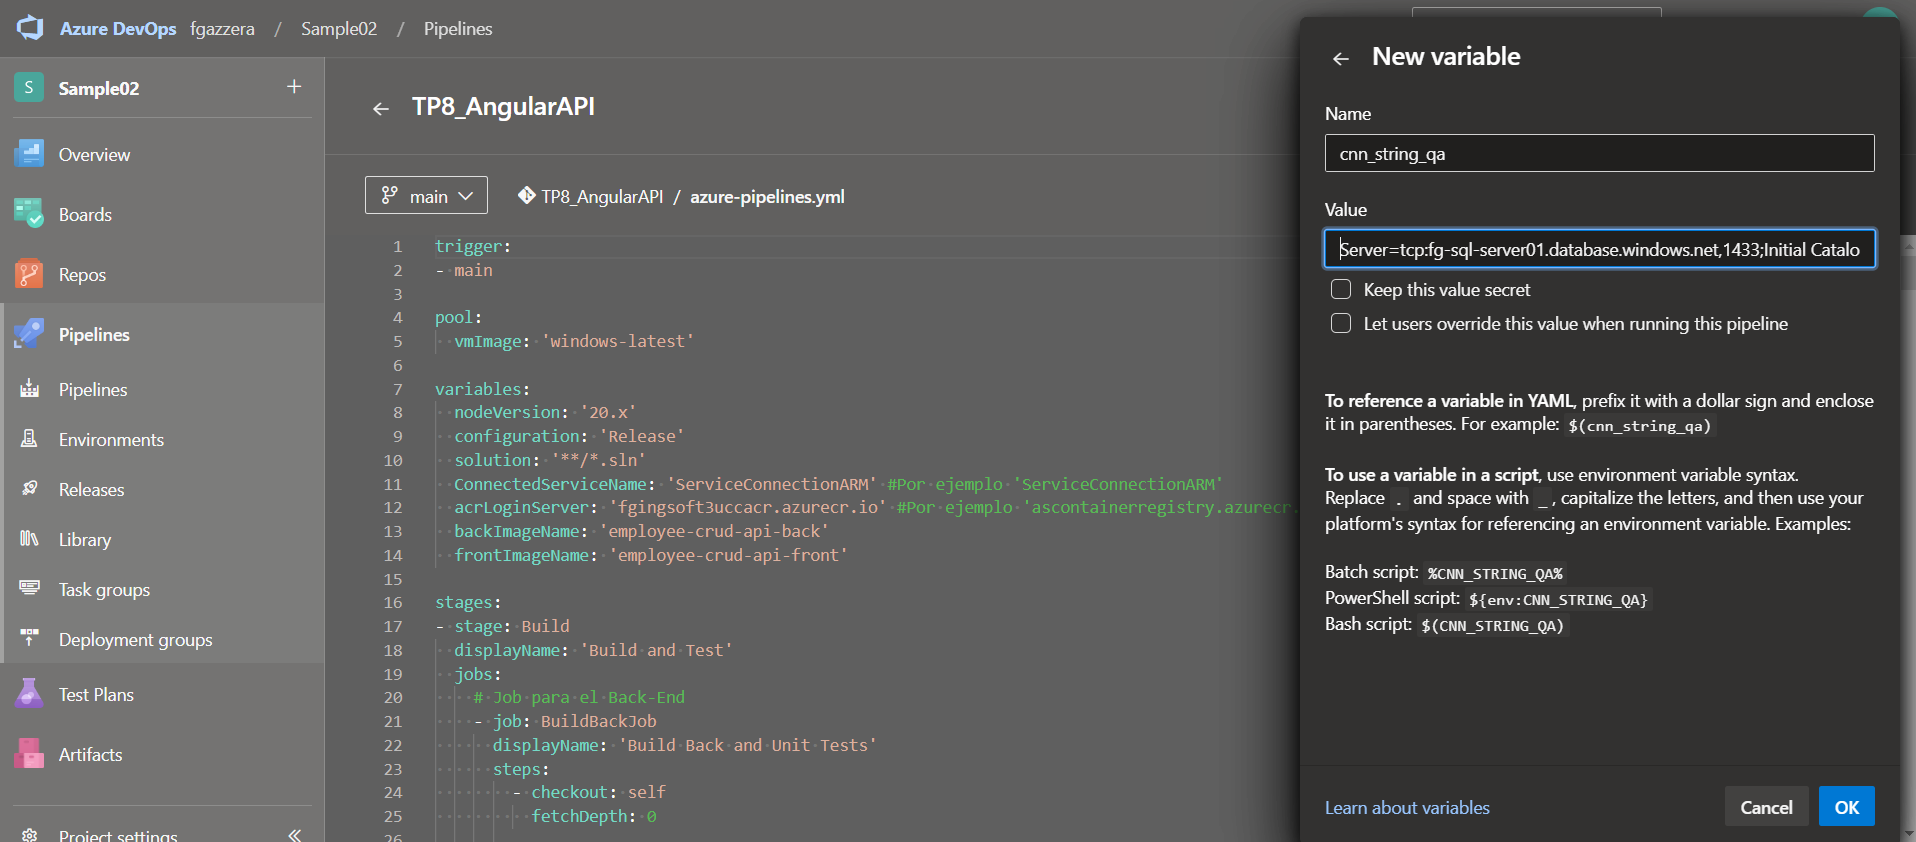 Azure DevOps fgazzera / Sample02 / Pipelines
S Sample02 +
Overview
Boards
Repos
Pipelines
Pipelines
Environments
Releases
Library
Task groups
Deployment groups
Test Plans
Artifacts
Project settings
TP8_AngularAPI
main TP8_AngularAPI / azure-pipelines.yml
1 trigger:
2 - main
3
4 pool:
5   vmImage: 'windows-latest'
6
7 variables:
8   nodeVersion: '20.x'
9   configuration: 'Release'
10   solution: '**/*.sln'
11   ConnectedServiceName: 'ServiceConnectionARM' #Por ejemplo 'ServiceConnectionARM'
12   acrLoginServer: 'fgingsoft3uccacr.azurecr.io' #Por ejemplo 'ascontainerregistry.azurecr.
13   backImageName: 'employee-crud-api-back'
14   frontImageName: 'employee-crud-api-front'
15
16 stages:
17 - stage: Build
18   displayName: 'Build and Test'
19   jobs:
20     # Job para el Back-End
21     - job: BuildBackJob
22       displayName: 'Build Back and Unit Tests'
23       steps:
24         - checkout: self
25           fetchDepth: 0
26
New variable
Name
cnn_string_qa
Value
Server=tcp:fg-sql-server01.database.windows.net,1433;Initial Catalo
Keep this value secret
Let users override this value when running this pipeline
To reference a variable in YAML, prefix it with a dollar sign and enclose
it in parentheses. For example: $(cnn_string_qa)
To use a variable in a script, use environment variable syntax.
Replace . and space with _, capitalize the letters, and then use your
platform's syntax for referencing an environment variable. Examples:
Batch script: %CNN_STRING_QA%
PowerShell script: ${env:CNN_STRING_QA}
Bash script: $(CNN_STRING_QA)
Learn about variables Cancel OK